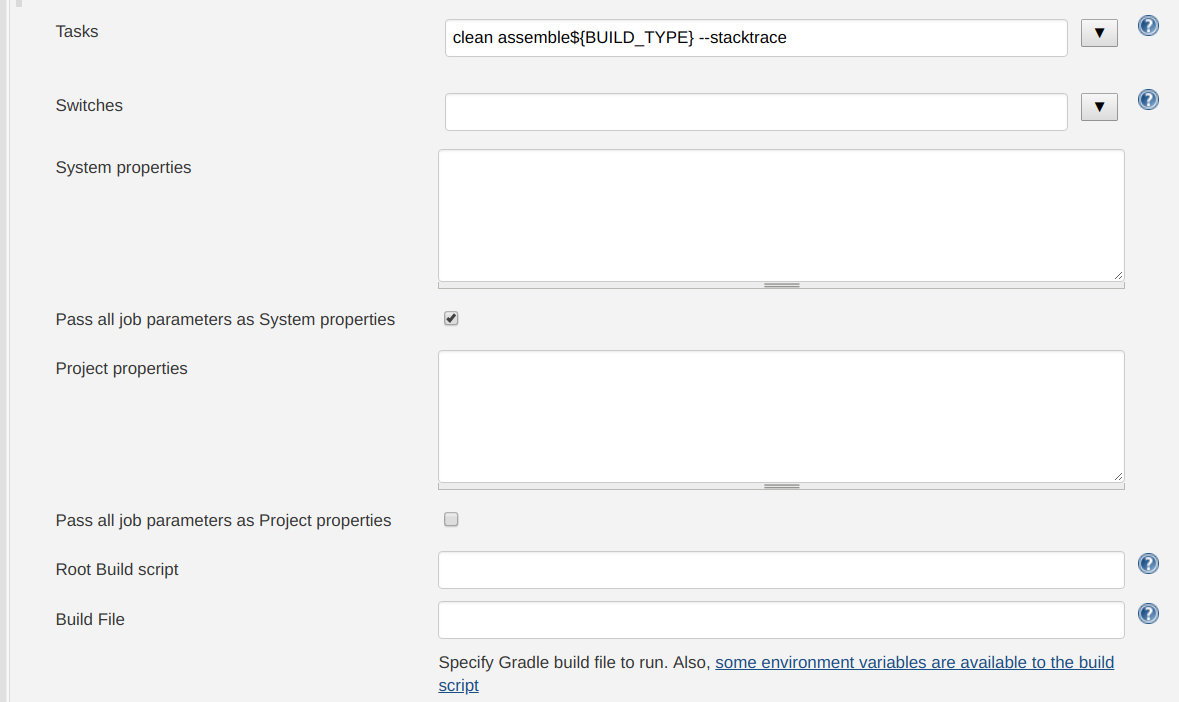 Tasks
clean assemble${BUILD_TYPE} --stacktrace
Switches
System properties
Pass all job parameters as System properties
Project properties
Pass all job parameters as Project properties
Root Build script
Build File
Specify Gradle build file to run. Also, some environment variables are available to the build
script